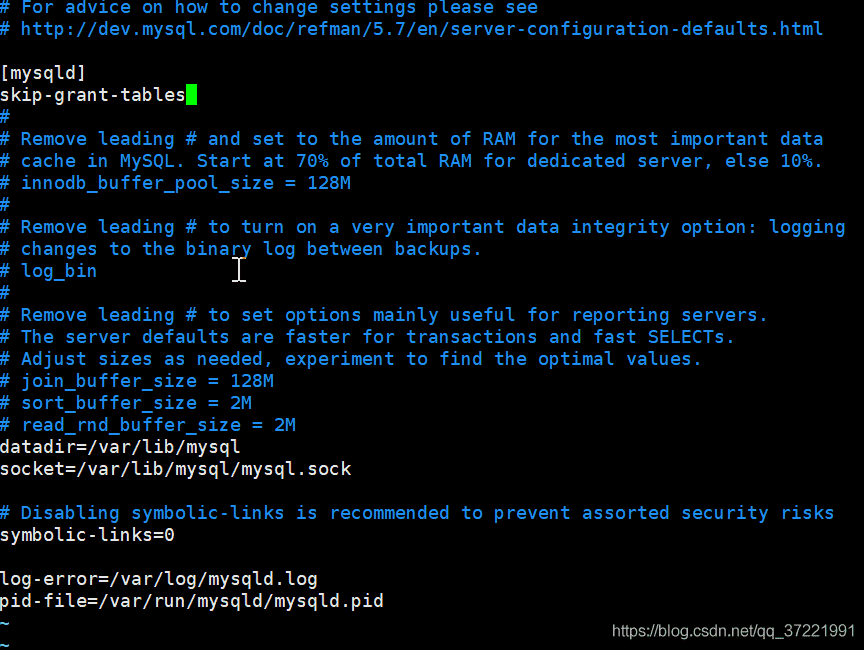 # For advice on how to change settings please see
# http://dev.mysql.com/doc/refman/5.7/en/server-configuration-defaults.html
[mysqld]
skip-grant-tables
#
# Remove leading # and set to the amount of RAM for the most important data
# cache in MySQL. Start at 70% of total RAM for dedicated server, else 10%.
# innodb_buffer_pool_size = 128M
#
# Remove leading # to turn on a very important data integrity option: logging
# changes to the binary log between backups.
# log_bin
#
# Remove leading # to set options mainly useful for reporting servers.
# The server defaults are faster for transactions and fast SELECTs.
# Adjust sizes as needed, experiment to find the optimal values.
# join_buffer_size = 128M
# sort_buffer_size = 2M
# read_rnd_buffer_size = 2M
datadir=/var/lib/mysql
socket=/var/lib/mysql/mysql.sock
# Disabling symbolic-links is recommended to prevent assorted security risks
symbolic-links=0
log-error=/var/log/mysqld.log
pid-file=/var/run/mysqld/mysqld.pid
~
~
https://blog.csdn.net/qq_37221991